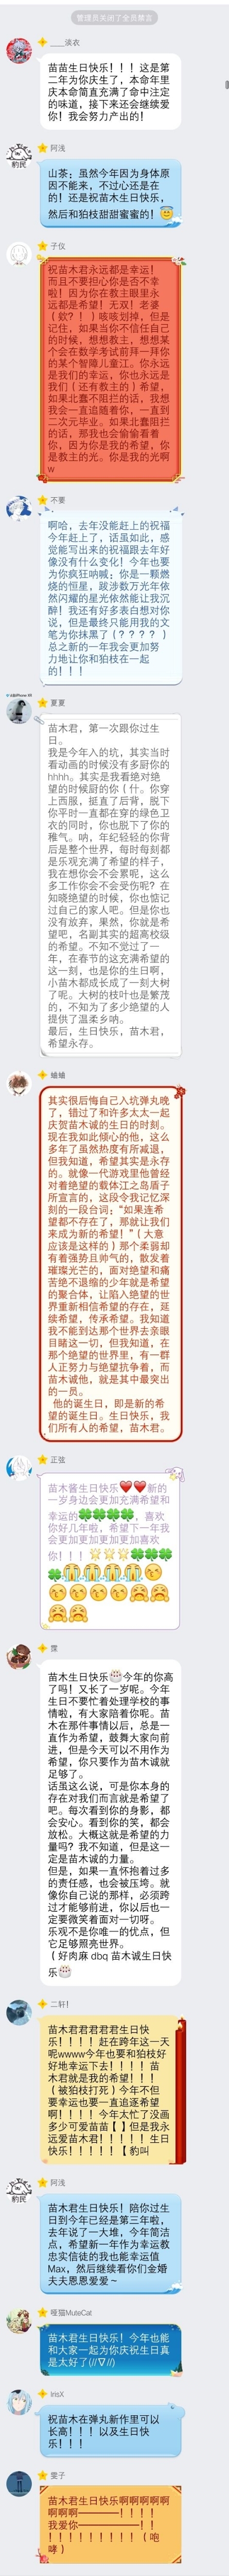 管理员关闭了全员禁言
____淡衣
苗苗生日快乐！！！这是第
二年为你庆生了，本命年里
庆本命简直充满了命中注定
的味道，接下来还会继续爱
你！我会努力产出的！
阿浅
豹民
山茶：虽然今年因为身体原
因不能来，不过心还是在
的！还是祝苗木生日快乐，
然后和狛枝甜甜蜜蜜的！😇
子仪
祝苗木君永远都是幸运！
而且不要担心你是否不幸
啦！因为你在教主眼里永
远都是希望！无双！老婆
（欸？！）咳咳划掉，但是
记住，如果当你不信任自己
的时候，想想教主，想想某
个会在数学考试前拜一拜你
的某个智障儿童江。你永远
是我们的幸运，你也永远是
我们（还有教主的）希望，
如果北鼋不阻拦的话，我想
我会一直追随着你，一直到
二次元毕业。如果北鼋阻拦
的话，那我也会偷偷看着
你，因为你是我的希望，你
是教主的光。你是我的光啊
w
不要
啊哈，去年没能赶上的祝福
今年赶上了，话虽如此，感
觉能写出来的祝福跟去年好
像没有什么变化！今年也要
为你疯狂呐喊：你是一颗燃
烧的恒星，跋涉数万光年依
然闪耀的星光依然能让我沉
醉！我还有好多表白想对你
说，但是最终只能用我的文
笔为你抹黑了（？？？？）
总之新的一年我会更加努
力地让你和狛枝在一起
的！！！
夏夏
苗木君，第一次跟你过生
日。
我是今年入的坑，其实当时
看动画的时候没有多厨你的
hhhh。其实是我看绝对绝
望的时候厨的你（什。你穿
上西服，挺直了后背，脱下
你平时一直都在穿的绿色卫
衣的同时，你也脱下了你的
稚气。呐，年纪轻轻的你背
后是整个世界，每时每刻都
是乐观充满了希望的样子，
我在想你会不会累呢，这么
多工作你会不会受伤呢？在
知晓绝望的时候，你也惦记
过自己的家人吧。但是你也
没有放弃，果然，你就是希
望吧，名副其实的超高校级
的希望。不知不觉过了一
年，在春节的这充满希望的
这一刻，也是你的生日啊，
小苗木都成长成了一刻大树
了呢。大树的枝叶也是繁茂
的，不知为了多少绝望的人
提供了温柔乡呐。
最后，生日快乐，苗木君，
希望永存。
蛐蛐
其实很后悔自己入坑弹丸晚
了，错过了和许多太太一起
庆贺苗木诚的生日的时刻。
现在我如此倾心的他，这么
多年了虽然热度有所减退，
但我知道，希望其实是永存
的。就像一代游戏里他曾经
对着绝望的载体江之岛盾子
所宣言的，这段令我记忆深
刻的一段台词；“如果连希
望都不存在了，那就让我们
来成为新的希望！”（大意
应该是这样的）那个柔弱却
有着强势且帅气的，散发着
璀璨光芒的，面对绝望和痛
苦绝不退缩的少年就是希望
的聚合体，让陷入绝望的世
界重新相信希望的存在，延
续希望，传承希望。我知道
我不能到达那个世界去亲眼
目睹这一切，但我知道，在
那个绝望的世界里，有一群
人正努力与绝望抗争着，而
苗木诚他，就是其中最突出
的一员。
他的诞生日，即是新的希
望的诞生日。生日快乐，我
们所有人的希望，苗木君。
正弦
苗木酱生日快乐❤️❤️新的
一岁身边会更加充满希望和
幸运的🍀🍀🍀🍀，喜欢
你好几年啦，希望下一年我
会更加更加更加更加喜欢
你！！！🌟🌟🌟🍀🍀🍀
苗木生日快乐🎂今年的你高
了吗！又长了一岁呢。今年
生日不要忙着处理学校的事
情啦，有大家陪着你呢。苗
木在那件事情以后，总是一
直作为希望，鼓舞大家向前
进，但是今天可以不用作为
希望，你只要作为苗木诚就
足够了。
话虽这么说，可是你本身的
存在对我们而言就是希望了
吧。每次看到你的身影，都
会安心。看到你的笑，都会
放松。大概这就是希望的力
量吗？我不知道，但是这一
定是苗木诚的力量。
但是，如果一直怀抱着过多
的责任感，也会被压垮。就
像你自己说的那样，必须跨
过才能够前进，你以后也一
定要微笑着面对一切呀。
乐观不是你唯一的优点，但
它足够照亮世界。
（好肉麻 dbq 苗木诚生日快
乐🎂
二轩！
苗木君君君君君生日快
乐！！！！赶在跨年这一天
呢wwww今年也要和狛枝好
好地幸运下去！！！！苗
木君就是我的希望！！！
（被狛枝打死）今年不但
要幸运也要一直追逐希望
啊！！！！今年太忙了没画
多少可爱苗苗【 】但是我永
远爱苗木君！！！！！生日
快乐！！！！！【 豹叫
阿浅
豹民
苗木君生日快乐！陪你过生
日到今年已经是第三年啦，
去年说了一大堆，今年简洁
点，希望新一年作为幸运教
忠实信徒的我也能幸运值
Max，然后继续看你们金婚
夫夫恩恩爱爱～
哑猫MuteCat
苗木君生日快乐！今年也能
和大家一起为你庆祝生日真
是太好了(//∇//)
IrisX
祝苗木在弹丸新作里可以
长高！！！以及生日快
乐！！！
雯子
苗木君生日快乐啊啊啊啊啊
啊啊啊————！！！！
我爱你——————！！
！！！！！！！！！（咆
哮）